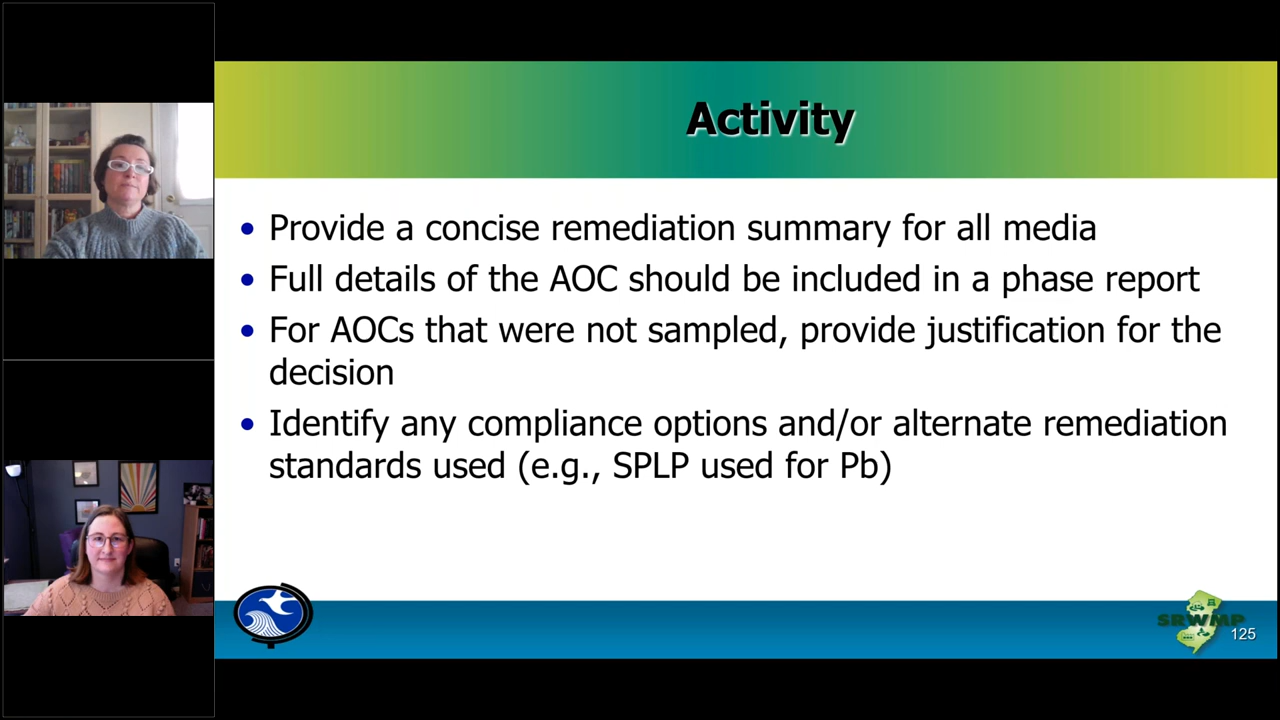 Activity
• Provide a concise remediation summary for all media
• Full details of the AOC should be included in a phase report
• For AOCs that were not sampled, provide justification for the
decision
• Identify any compliance options and/or alternate remediation
standards used (e.g., SPLP used for Pb)
SRWMP
125